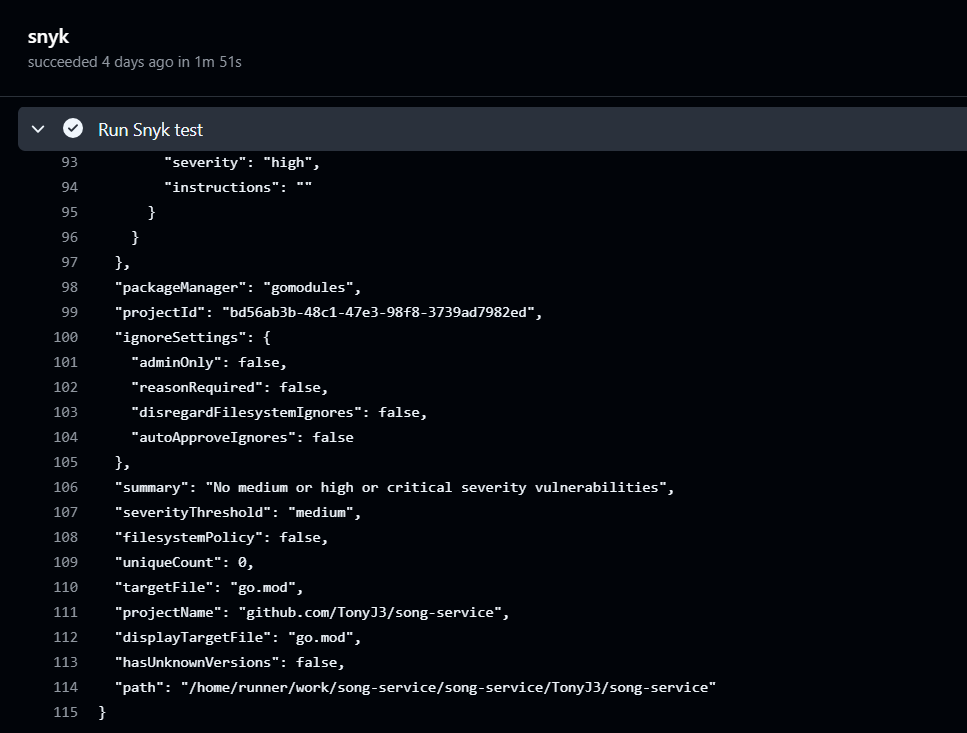 snyk
succeeded 4 days ago in 1m 51s
Run Snyk test
93 "severity": "high",
94 "instructions": ""
95 }
96 }
97 },
98 "packageManager": "gomodules",
99 "projectId": "bd56ab3b-48c1-47e3-98f8-3739ad7982ed",
100 "ignoreSettings": {
101 "adminOnly": false,
102 "reasonRequired": false,
103 "disregardFilesystemIgnores": false,
104 "autoApproveIgnores": false
105 },
106 "summary": "No medium or high or critical severity vulnerabilities",
107 "severityThreshold": "medium",
108 "filesystemPolicy": false,
109 "uniqueCount": 0,
110 "targetFile": "go.mod",
111 "projectName": "github.com/TonyJ3/song-service",
112 "displayTargetFile": "go.mod",
113 "hasUnknownVersions": false,
114 "path": "/home/runner/work/song-service/song-service/TonyJ3/song-service"
115 }